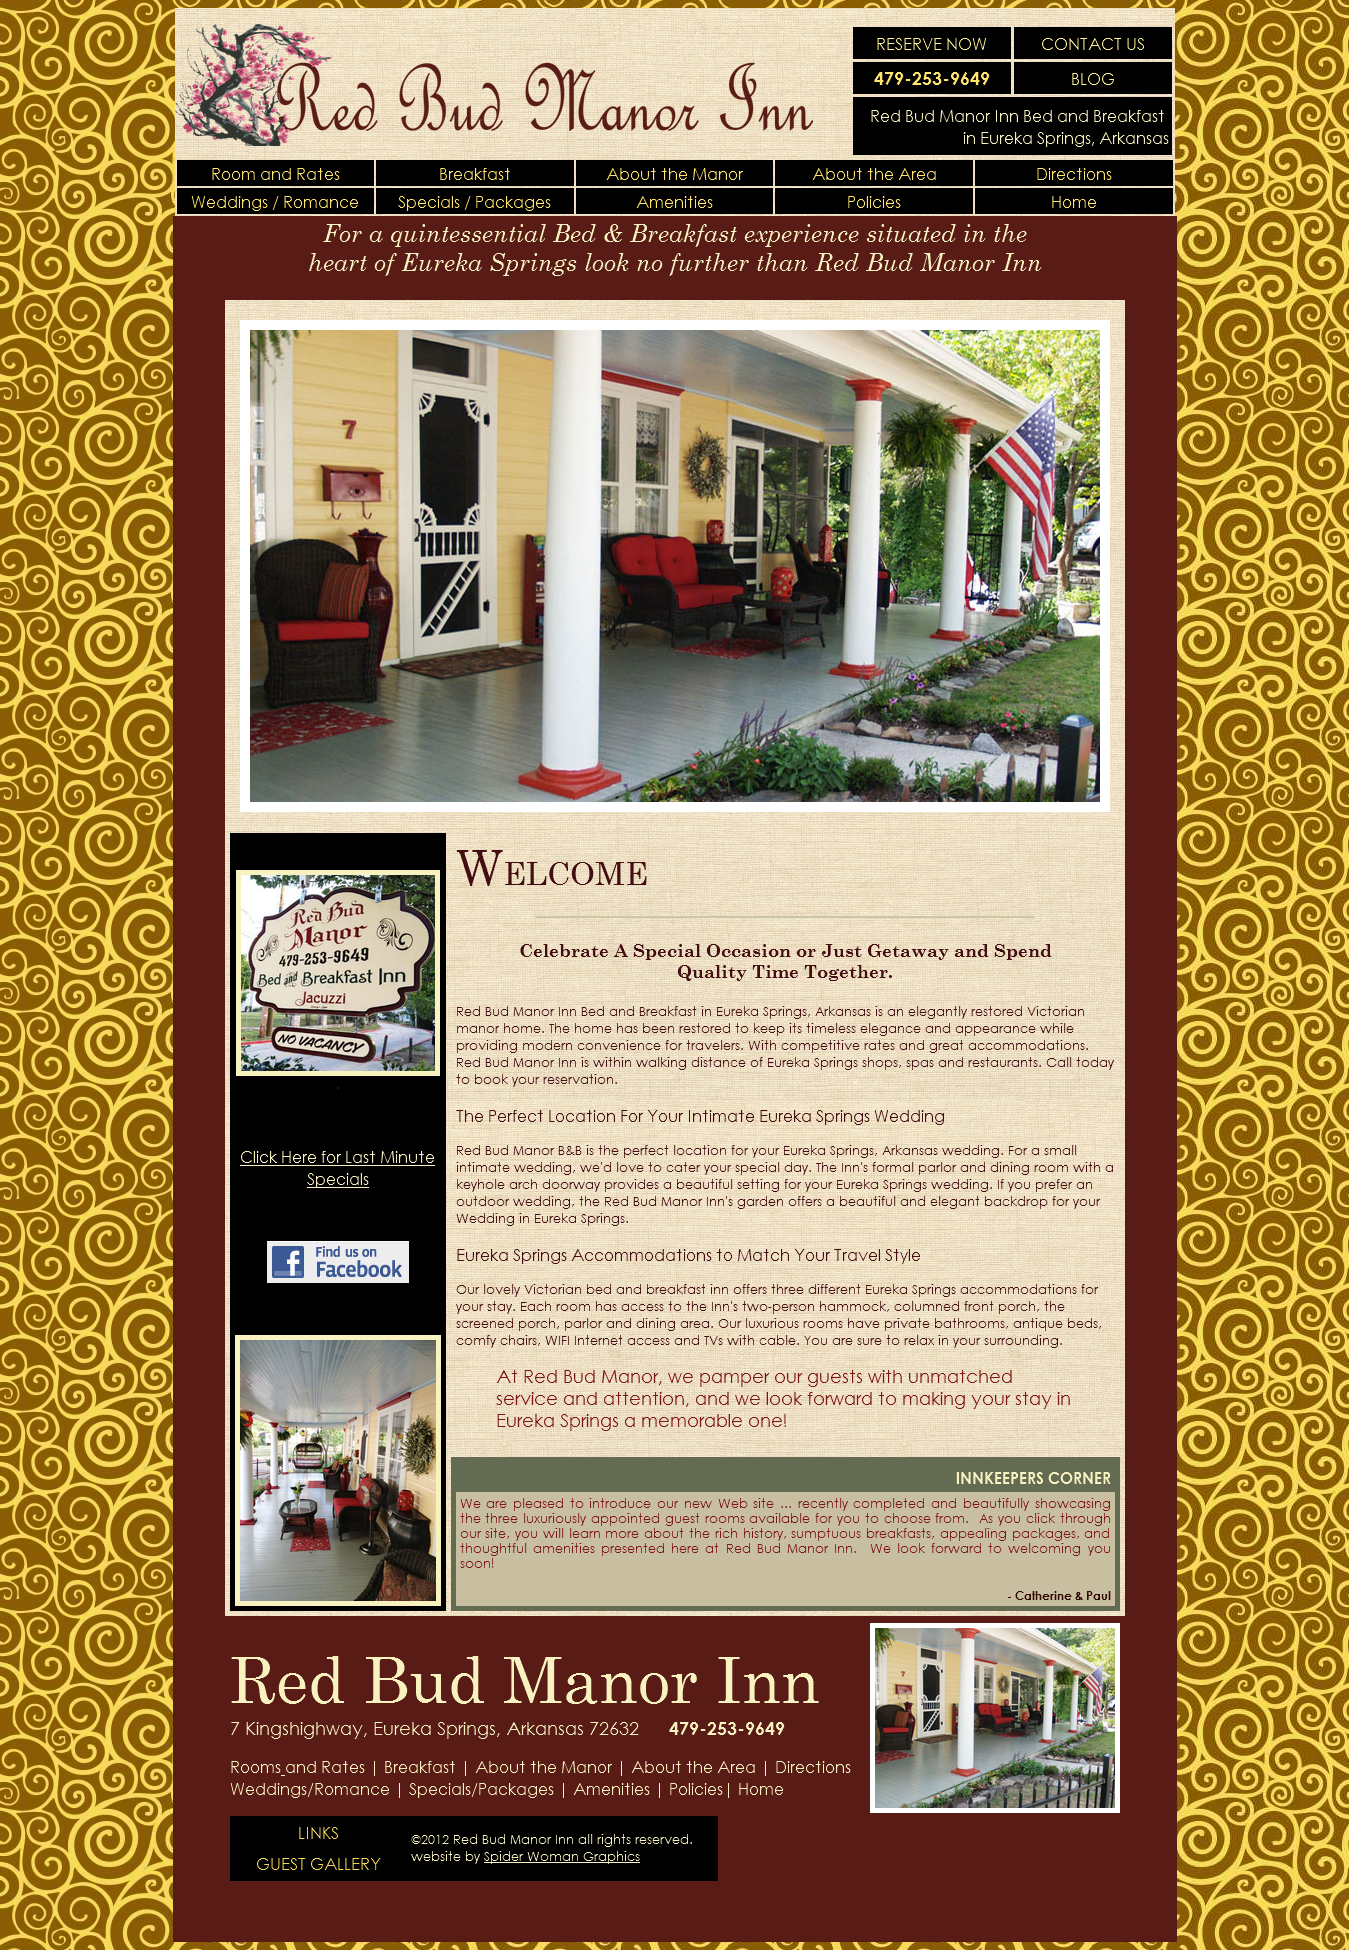 Red Bud Manor Inn
RESERVE NOW
CONTACT US
479-253-9649
BLOG
Red Bud Manor Inn Bed and Breakfast
in Eureka Springs, Arkansas
Room and Rates
Breakfast
About the Manor
About the Area
Directions
Weddings / Romance
Specials / Packages
Amenities
Policies
Home
For a quintessential Bed & Breakfast experience situated in the
heart of Eureka Springs look no further than Red Bud Manor Inn
7
Red Bud
Manor
479-253-9649
Bed and Breakfast Inn
Jacuzzi
NO VACANCY
Click Here for Last Minute
Specials
Find us on
Facebook
WELCOME
Celebrate A Special Occasion or Just Getaway and Spend
Quality Time Together.
Red Bud Manor Inn Bed and Breakfast in Eureka Springs, Arkansas is an elegantly restored Victorian
manor home. The home has been restored to keep its timeless elegance and appearance while
providing modern convenience for travelers. With competitive rates and great accommodations.
Red Bud Manor Inn is within walking distance of Eureka Springs shops, spas and restaurants. Call today
to book your reservation.
The Perfect Location For Your Intimate Eureka Springs Wedding
Red Bud Manor B&B is the perfect location for your Eureka Springs, Arkansas wedding. For a small
intimate wedding, we'd love to cater your special day. The Inn's formal parlor and dining room with a
keyhole arch doorway provides a beautiful setting for your Eureka Springs wedding. If you prefer an
outdoor wedding, the Red Bud Manor Inn's garden offers a beautiful and elegant backdrop for your
Wedding in Eureka Springs.
Eureka Springs Accommodations to Match Your Travel Style
Our lovely Victorian bed and breakfast inn offers three different Eureka Springs accommodations for
your stay. Each room has access to the Inn's two-person hammock, columned front porch, the
screened porch, parlor and dining area. Our luxurious rooms have private bathrooms, antique beds,
comfy chairs, WIFI Internet access and TVs with cable. You are sure to relax in your surrounding.
At Red Bud Manor, we pamper our guests with unmatched
service and attention, and we look forward to making your stay in
Eureka Springs a memorable one!
INNKEEPERS CORNER
We are pleased to introduce our new Web site ... recently completed and beautifully showcasing
the three luxuriously appointed guest rooms available for you to choose from. As you click through
our site, you will learn more about the rich history, sumptuous breakfasts, appealing packages, and
thoughtful amenities presented here at Red Bud Manor Inn. We look forward to welcoming you
soon!
- Catherine & Paul
Red Bud Manor Inn
7 Kingshighway, Eureka Springs, Arkansas 72632 479-253-9649
Rooms and Rates | Breakfast | About the Manor | About the Area | Directions
Weddings/Romance | Specials/Packages | Amenities | Policies| Home
7
LINKS
GUEST GALLERY
©2012 Red Bud Manor Inn all rights reserved.
website by Spider Woman Graphics